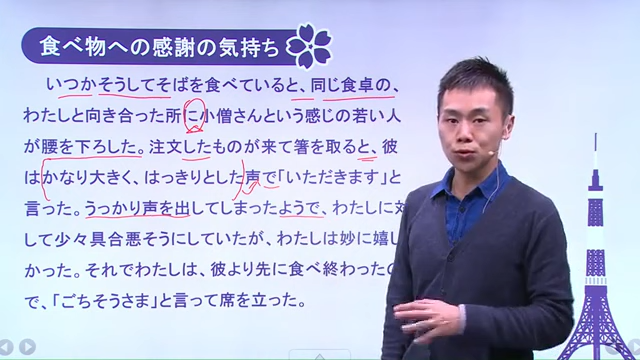 食べ物への感謝の気持ち
いつかそうしてそばを食べていると、同じ食卓の、
わたしと向き合った所に小僧さんという感じの若い人
が腰を下ろした。注文したものが来て箸を取ると、彼
はかなり大きく、はっきりとした声で「いただきます」と
言った。うっかり声を出してしまったようで、わたしに対
して少々具合悪そうにしていたが、わたしは妙に嬉し
かった。それでわたしは、彼より先に食べ終わったの
で、「ごちそうさま」と言って席を立った。